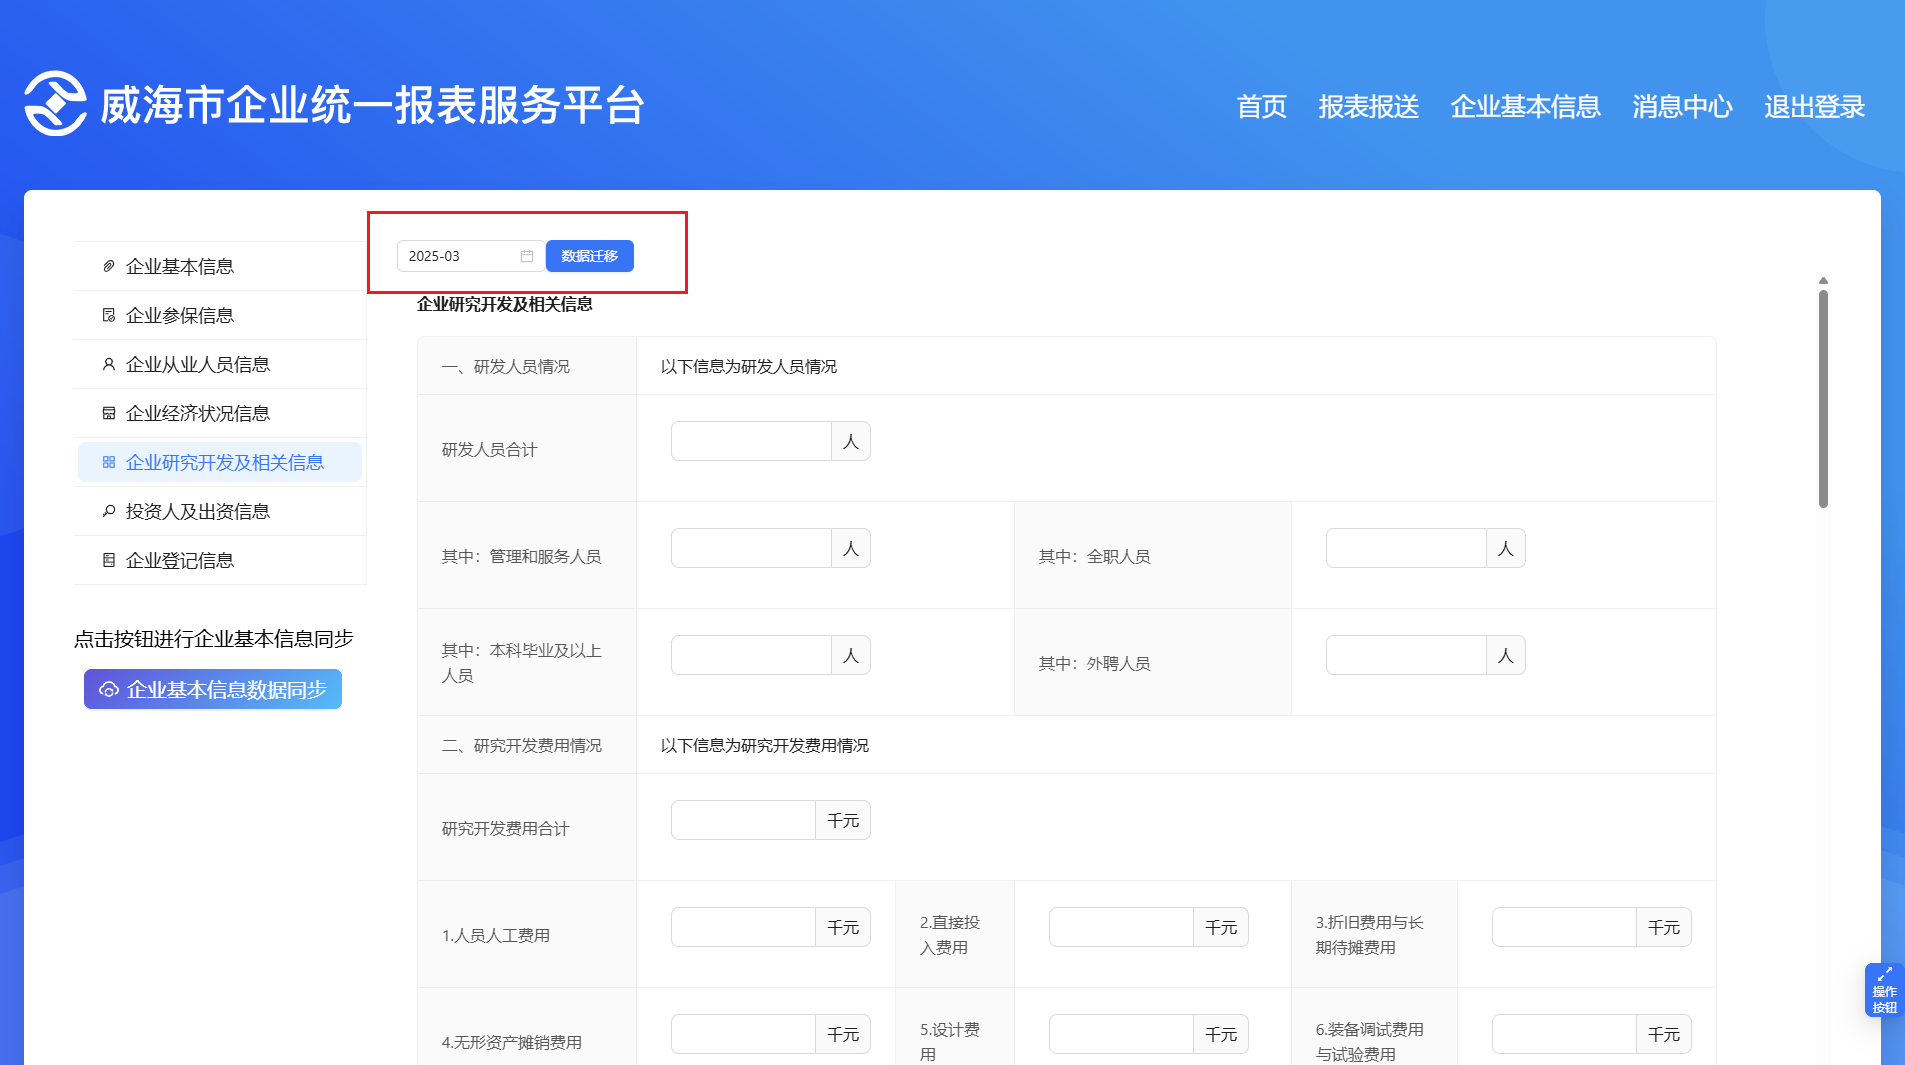 威海市企业统一报表服务平台
首页 报表报送 企业基本信息 消息中心 退出登录
企业基本信息
企业参保信息
企业从业人员信息
企业经济状况信息
企业研究开发及相关信息
投资人及出资信息
企业登记信息
点击按钮进行企业基本信息同步
企业基本信息数据同步
2025-03 数据迁移
企业研究开发及相关信息
一、研发人员情况 以下信息为研发人员情况
研发人员合计 人
其中：管理和服务人员 人 其中：全职人员 人
其中：本科毕业及以上
人员 人 其中：外聘人员 人
二、研究开发费用情况 以下信息为研究开发费用情况
研究开发费用合计 千元
1.人员人工费用 千元 2.直接投
入费用 千元 3.折旧费用与长
期待摊费用 千元
4.无形资产摊销费用 千元 5.设计费
用 千元 6.装备调试费用
与试验费用 千元
操作
按钮